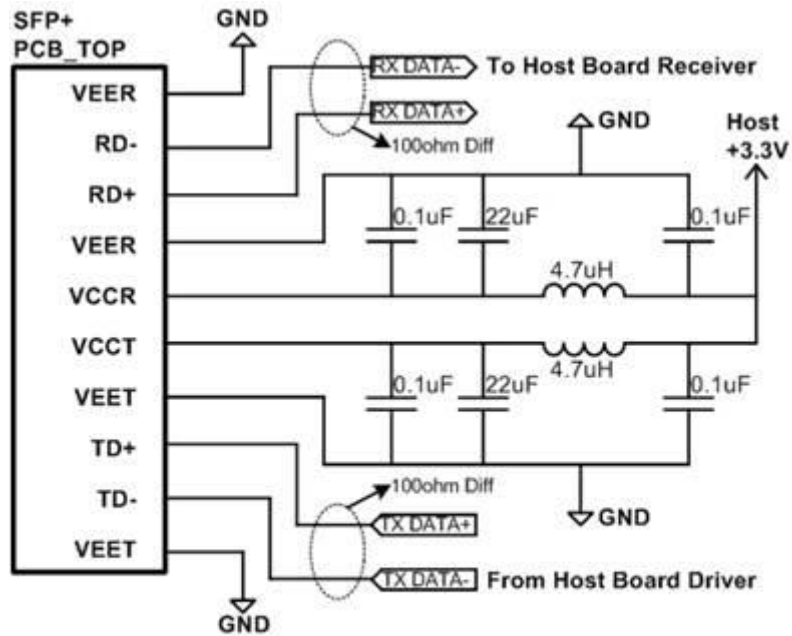 SFP+
PCB_TOP
GND
VEER
RD-
RD+
VEER
VCCR
VCCT
VEET
TD+
TD-
VEET
RX DATA- To Host Board Receiver
RX DATA+
100ohm Diff
GND
Host
+3.3V
0.1uF 22uF 0.1uF
4.7uH
4.7uH
0.1uF 22uF 0.1uF
100ohm Diff
GND
TX DATA+
TX DATA- From Host Board Driver
GND